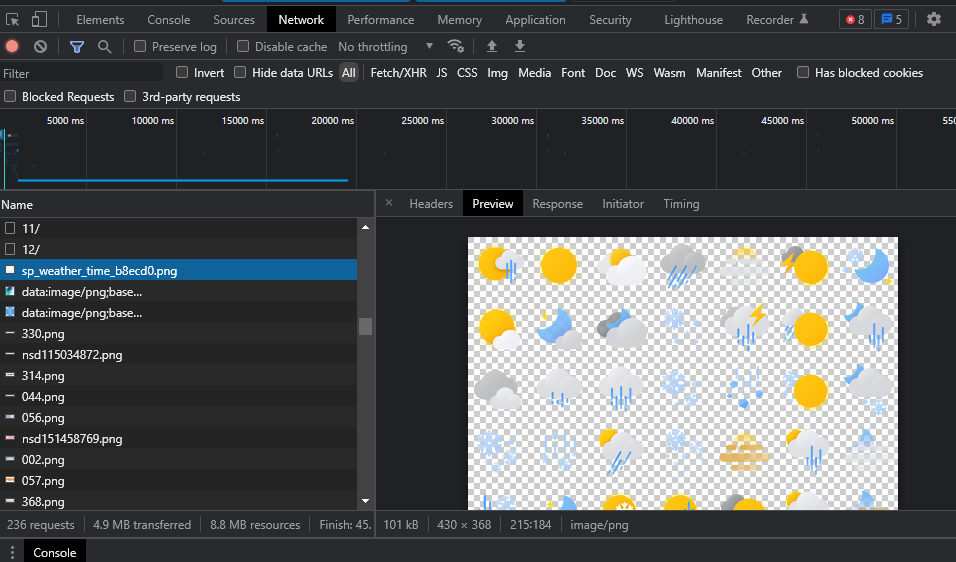 Elements Console Sources Network Performance Memory Application Security Lighthouse Recorder 8 5
Preserve log Disable cache No throttling
Filter Invert Hide data URLs All Fetch/XHR JS CSS Img Media Font Doc WS Wasm Manifest Other Has blocked cookies
Blocked Requests 3rd-party requests
5000 ms 10000 ms 15000 ms 20000 ms 25000 ms 30000 ms 35000 ms 40000 ms 45000 ms 50000 ms 550
Name
Headers Preview Response Initiator Timing
11/
12/
sp_weather_time_b8ecd0.png
data:image/png;base...
data:image/png;base...
330.png
nsd115034872.png
314.png
044.png
056.png
nsd151458769.png
002.png
057.png
368.png
236 requests 4.9 MB transferred 8.8 MB resources Finish: 45.
101 kB 430 × 368 215:184 image/png
Console